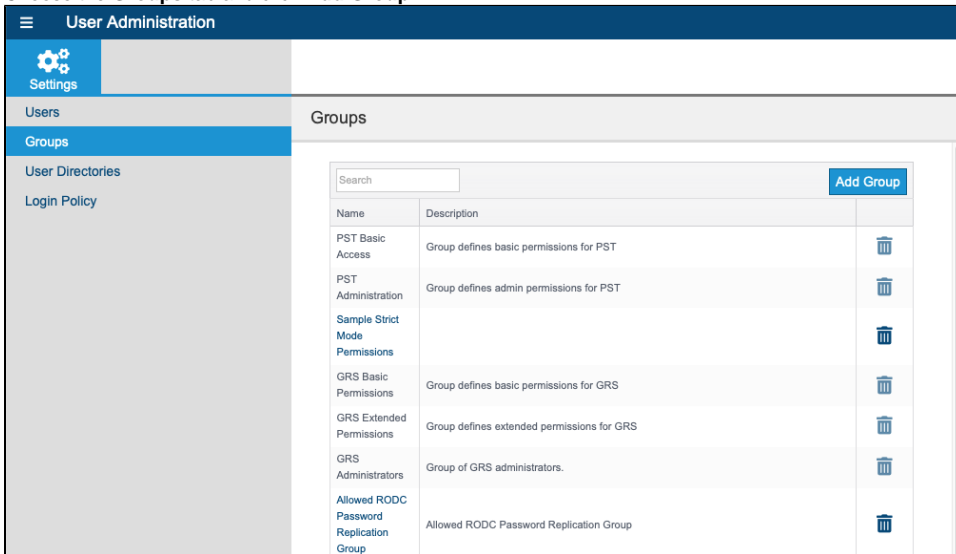 User Administration
Settings
Users
Groups
User Directories
Login Policy
Groups
Search
Add Group
Name Description
PST Basic
Access
Group defines basic permissions for PST
PST
Administration
Group defines admin permissions for PST
Sample Strict
Mode
Permissions
GRS Basic
Permissions
Group defines basic permissions for GRS
GRS Extended
Permissions
Group defines extended permissions for GRS
GRS
Administrators
Group of GRS administrators.
Allowed RODC
Password
Replication
Group
Allowed RODC Password Replication Group